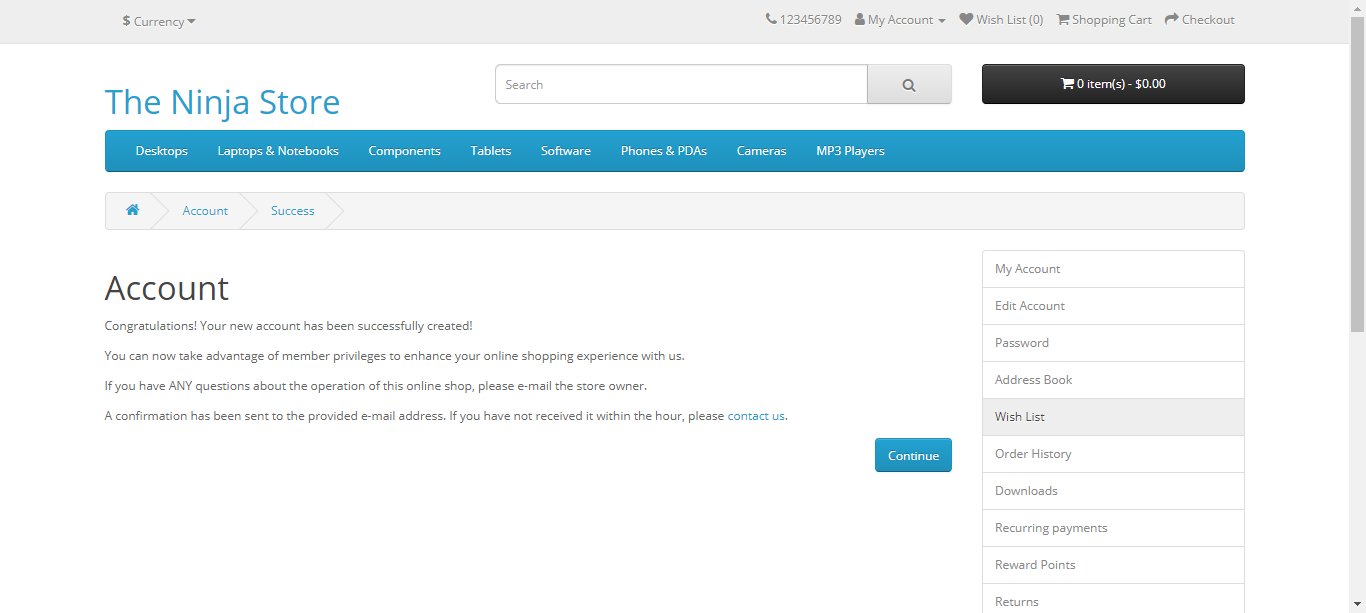 $ Currency
123456789 My Account Wish List (0) Shopping Cart Checkout
The Ninja Store
Search
0 item(s) - $0.00
Desktops Laptops & Notebooks Components Tablets Software Phones & PDAs Cameras MP3 Players
Account Success
Account
Congratulations! Your new account has been successfully created!
You can now take advantage of member privileges to enhance your online shopping experience with us.
If you have ANY questions about the operation of this online shop, please e-mail the store owner.
A confirmation has been sent to the provided e-mail address. If you have not received it within the hour, please contact us.
Continue
My Account
Edit Account
Password
Address Book
Wish List
Order History
Downloads
Recurring payments
Reward Points
Returns